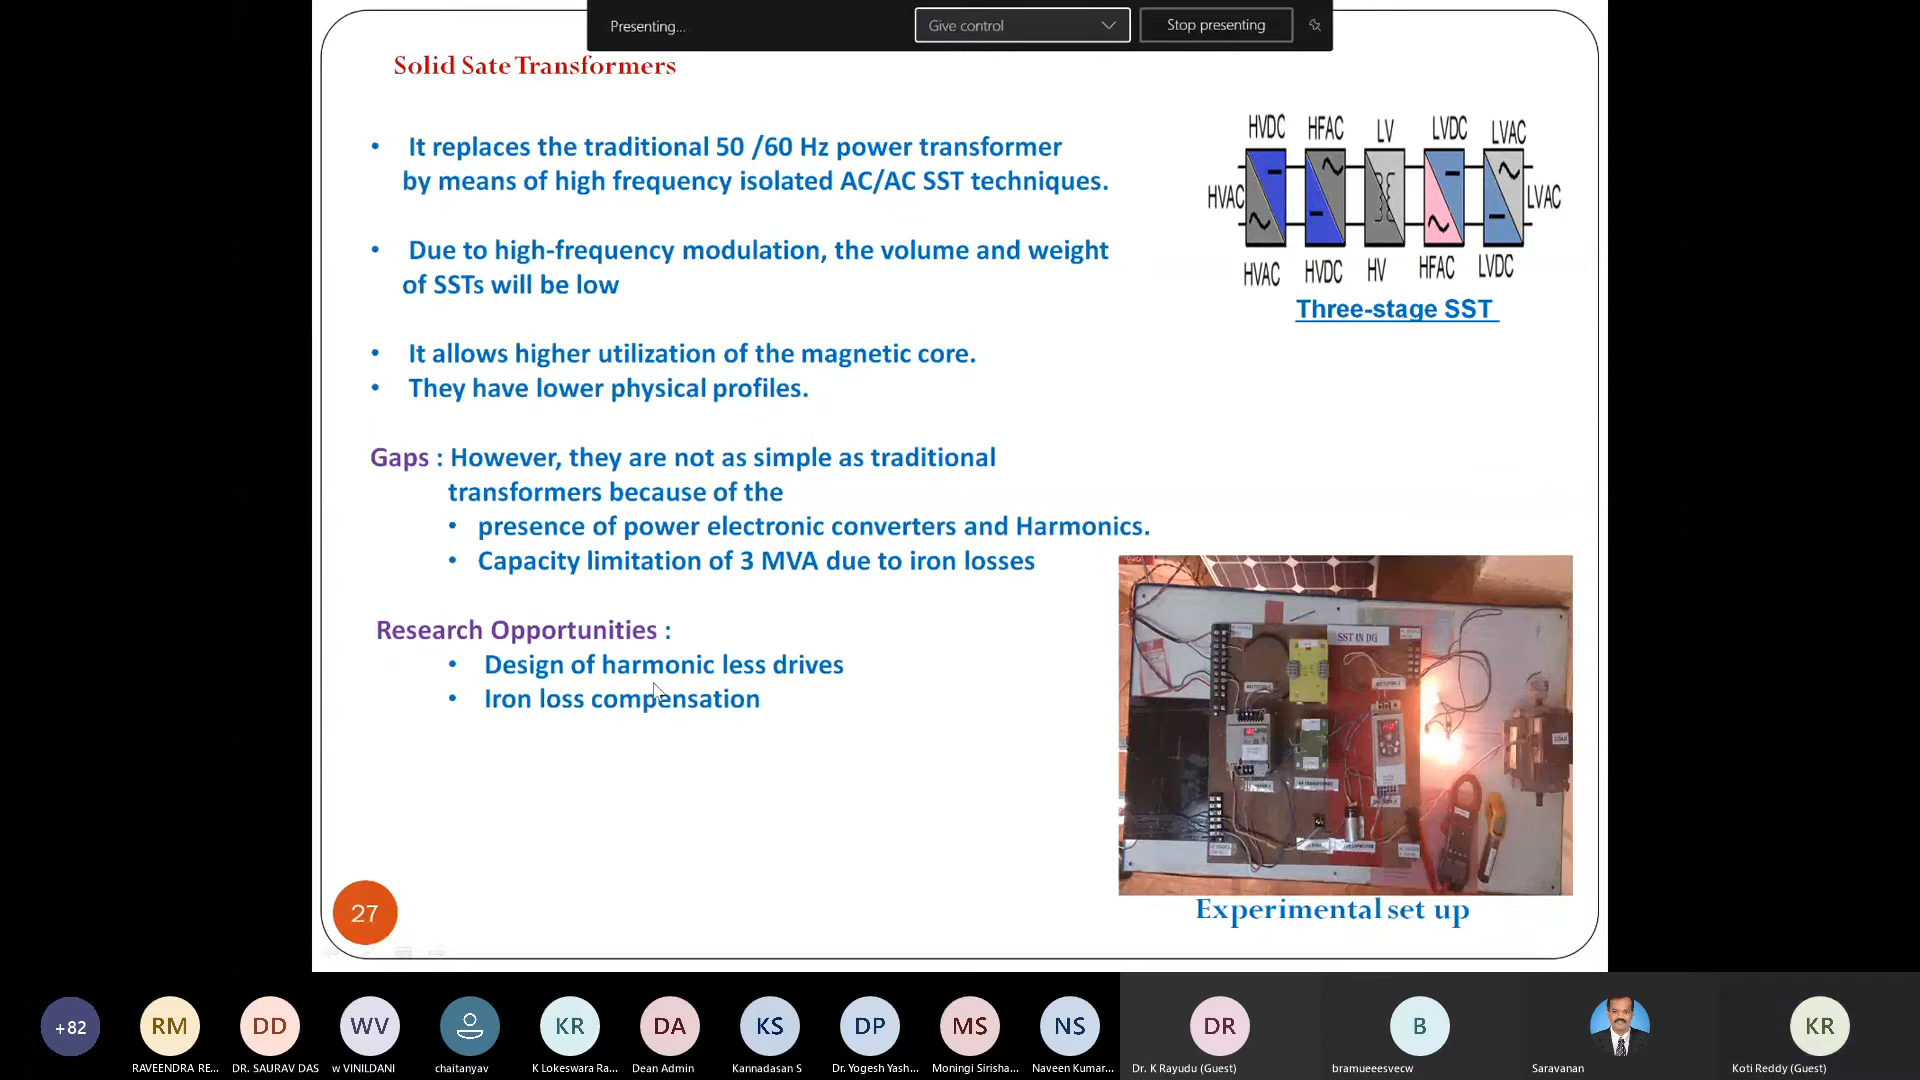 Presenting...
Give control
Stop presenting
Solid Sate Transformers
• It replaces the traditional 50 /60 Hz power transformer
by means of high frequency isolated AC/AC SST techniques.
• Due to high-frequency modulation, the volume and weight
of SSTs will be low
• It allows higher utilization of the magnetic core.
• They have lower physical profiles.
Gaps : However, they are not as simple as traditional
transformers because of the
• presence of power electronic converters and Harmonics.
• Capacity limitation of 3 MVA due to iron losses
Research Opportunities :
• Design of harmonic less drives
• Iron loss compensation
HVDC HFAC LV LVDC LVAC
HVAC LVAC
HVAC HVDC HV HFAC LVDC
Three-stage SST
SST IN DG
LOAD
Experimental set up
27
+82 RM DD WV KR DA KS DP MS NS DR B KR
RAVEENDRA RE... DR. SAURAV DAS w VINILDANI chaitanyav K Lokeswara Ra... Dean Admin Kannadasan S Dr. Yogesh Yash... Moningi Sirisha... Naveen Kumar... Dr. K Rayudu (Guest) bramueeesvecw Saravanan Koti Reddy (Guest)